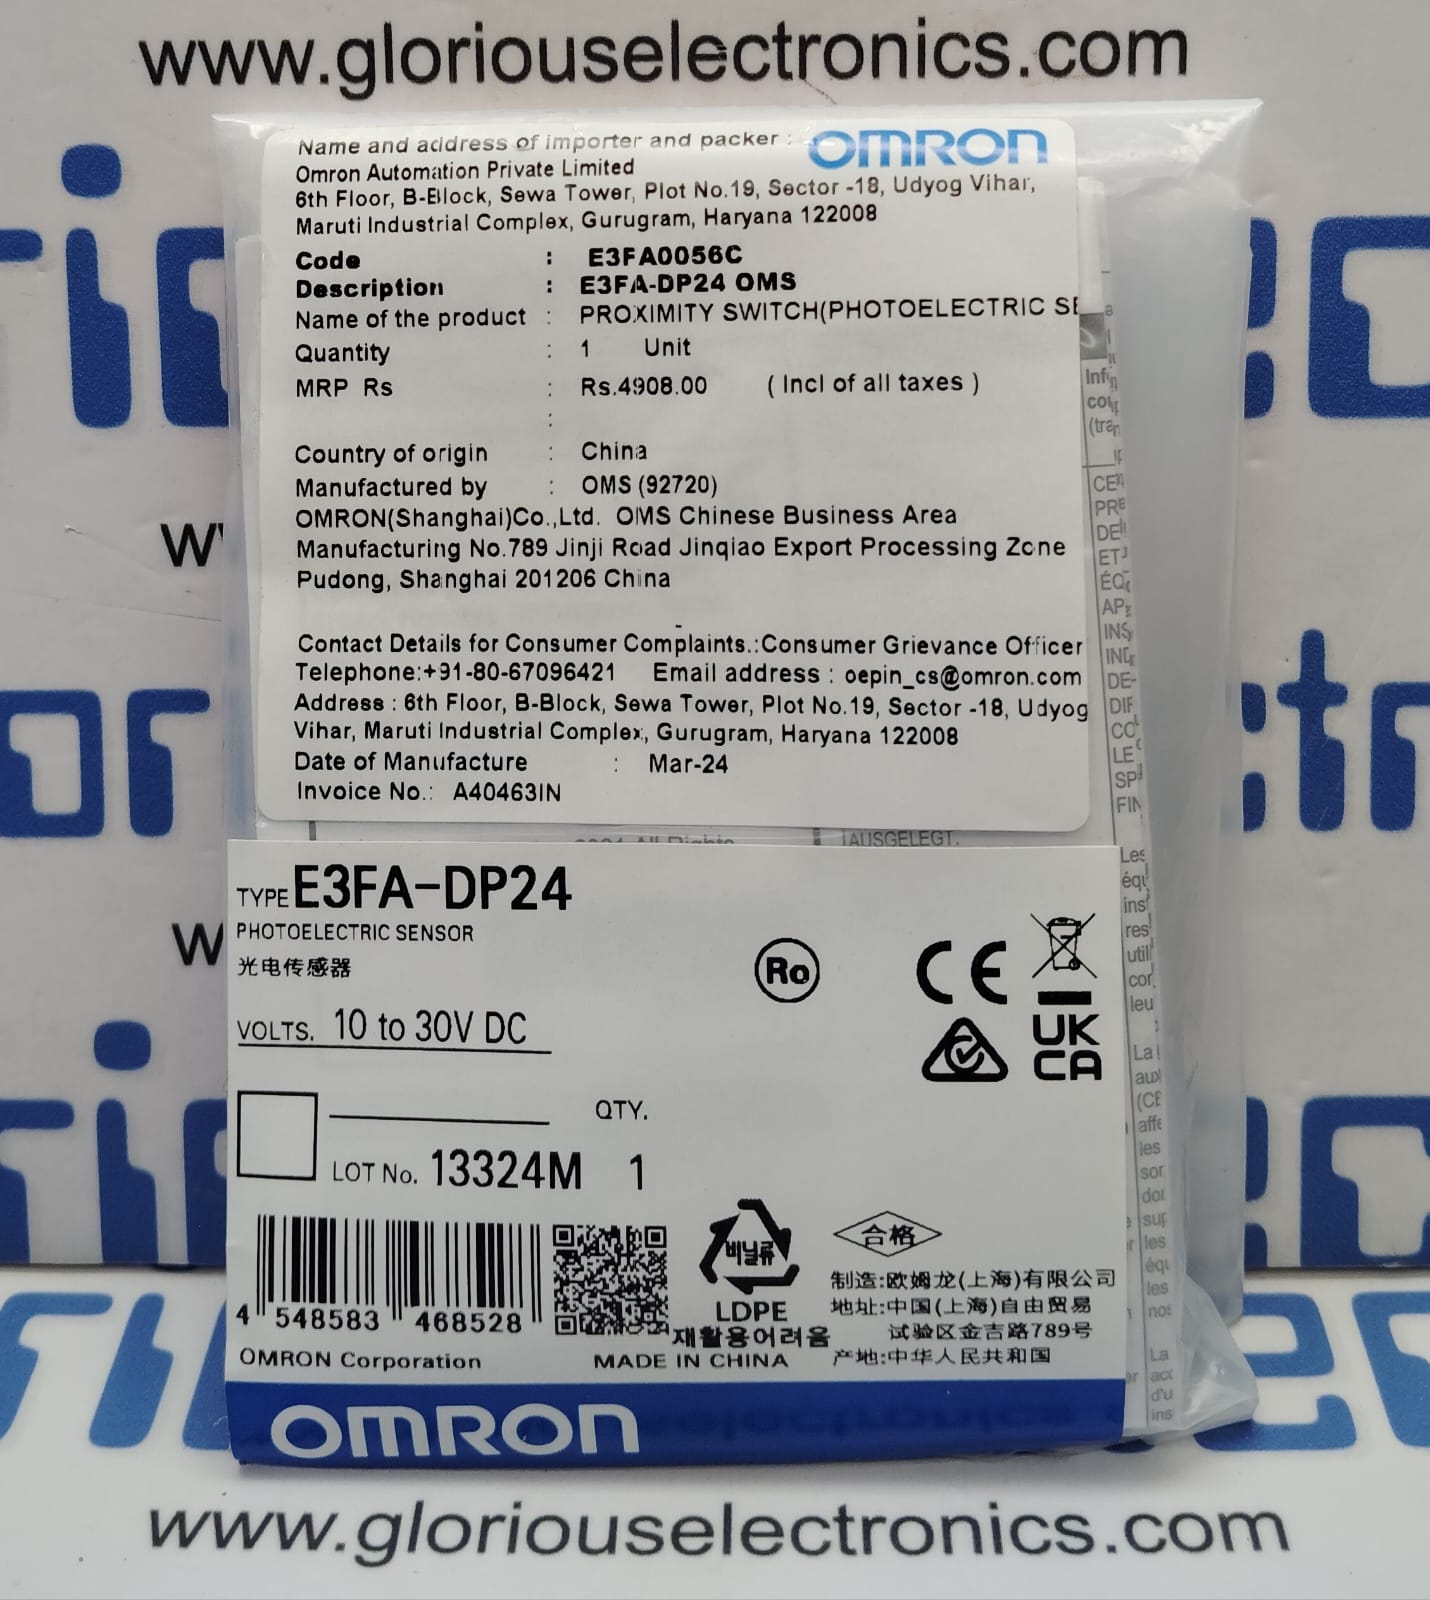 www.gloriouselectronics.com
Name and address of importer and packer : OMRON
Omron Automation Private Limited
6th Floor, B-Block, Sewa Tower, Plot No.19, Sector -18, Udyog Vihar,
Maruti Industrial Complex, Gurugram, Haryana 122008
Code : E3FA0056C
Description : E3FA-DP24 OMS
Name of the product : PROXIMITY SWITCH(PHOTOELECTRIC SE
Quantity : 1 Unit
MRP Rs : Rs.4908.00 ( Incl of all taxes )
:
Country of origin : China
Manufactured by : OMS (92720)
OMRON(Shanghai)Co.,Ltd. OMS Chinese Business Area
Manufacturing No.789 Jinji Road Jinqiao Export Processing Zone
Pudong, Shanghai 201206 China
Contact Details for Consumer Complaints.:Consumer Grievance Officer
Telephone:+91-80-67096421 Email address : oepin_cs@omron.com
Address : 6th Floor, B-Block, Sewa Tower, Plot No.19, Sector -18, Udyog
Vihar, Maruti Industrial Complex, Gurugram, Haryana 122008
Date of Manufacture : Mar-24
Invoice No.: A40463IN
AUSGELEGT.
TYPE E3FA-DP24
PHOTOELECTRIC SENSOR
光电传感器
Ro
CE
UK
CA
VOLTS. 10 to 30V DC
QTY.
LOT No. 13324M 1
4 548583 468528
비닐류
LDPE
재활용어려움
合格
制造:欧姆龙(上海)有限公司
地址:中国(上海)自由贸易
试验区金吉路789号
产地:中华人民共和国
OMRON Corporation
MADE IN CHINA
OMRON
www.gloriouselectronics.com